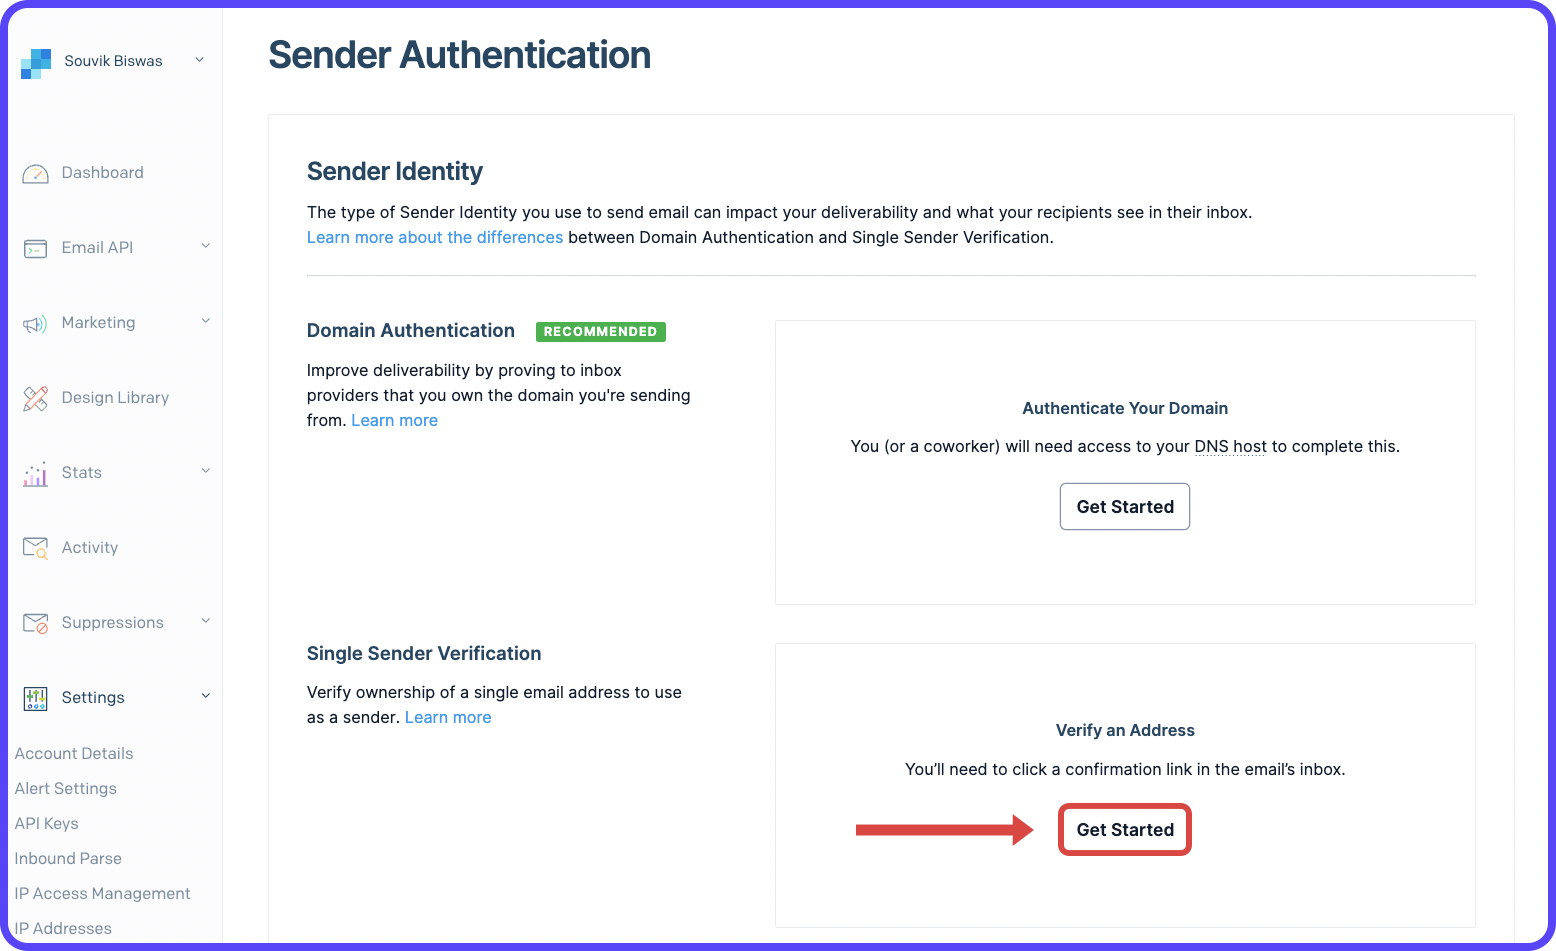 Souvik Biswas
Dashboard
Email API
Marketing
Design Library
Stats
Activity
Suppressions
Settings
Account Details
Alert Settings
API Keys
Inbound Parse
IP Access Management
IP Addresses
Sender Authentication
Sender Identity
The type of Sender Identity you use to send email can impact your deliverability and what your recipients see in their inbox.
Learn more about the differences between Domain Authentication and Single Sender Verification.
Domain Authentication RECOMMENDED
Improve deliverability by proving to inbox
providers that you own the domain you're sending
from. Learn more
Authenticate Your Domain
You (or a coworker) will need access to your DNS host to complete this.
Get Started
Single Sender Verification
Verify ownership of a single email address to use
as a sender. Learn more
Verify an Address
You’ll need to click a confirmation link in the email’s inbox.
Get Started